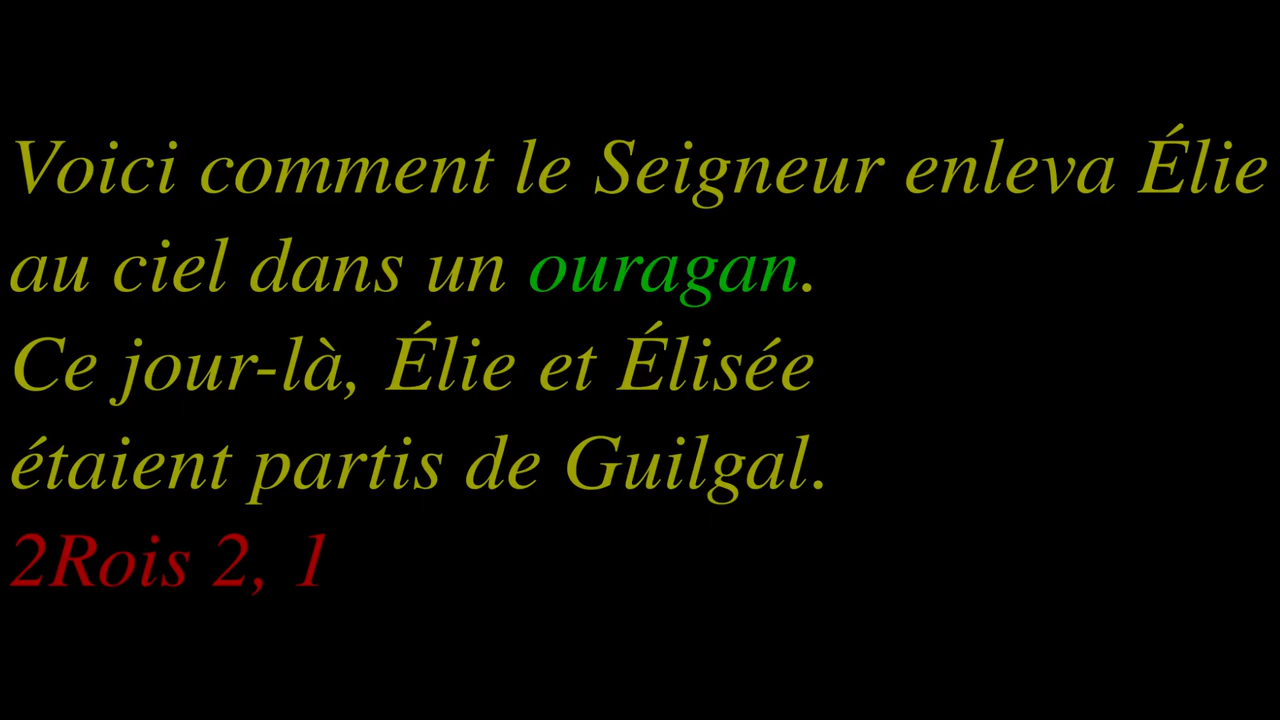 Voici comment le Seigneur enleva Élie
au ciel dans un ouragan.
Ce jour-là, Élie et Élisée
étaient partis de Guilgal.
2Rois 2, 1